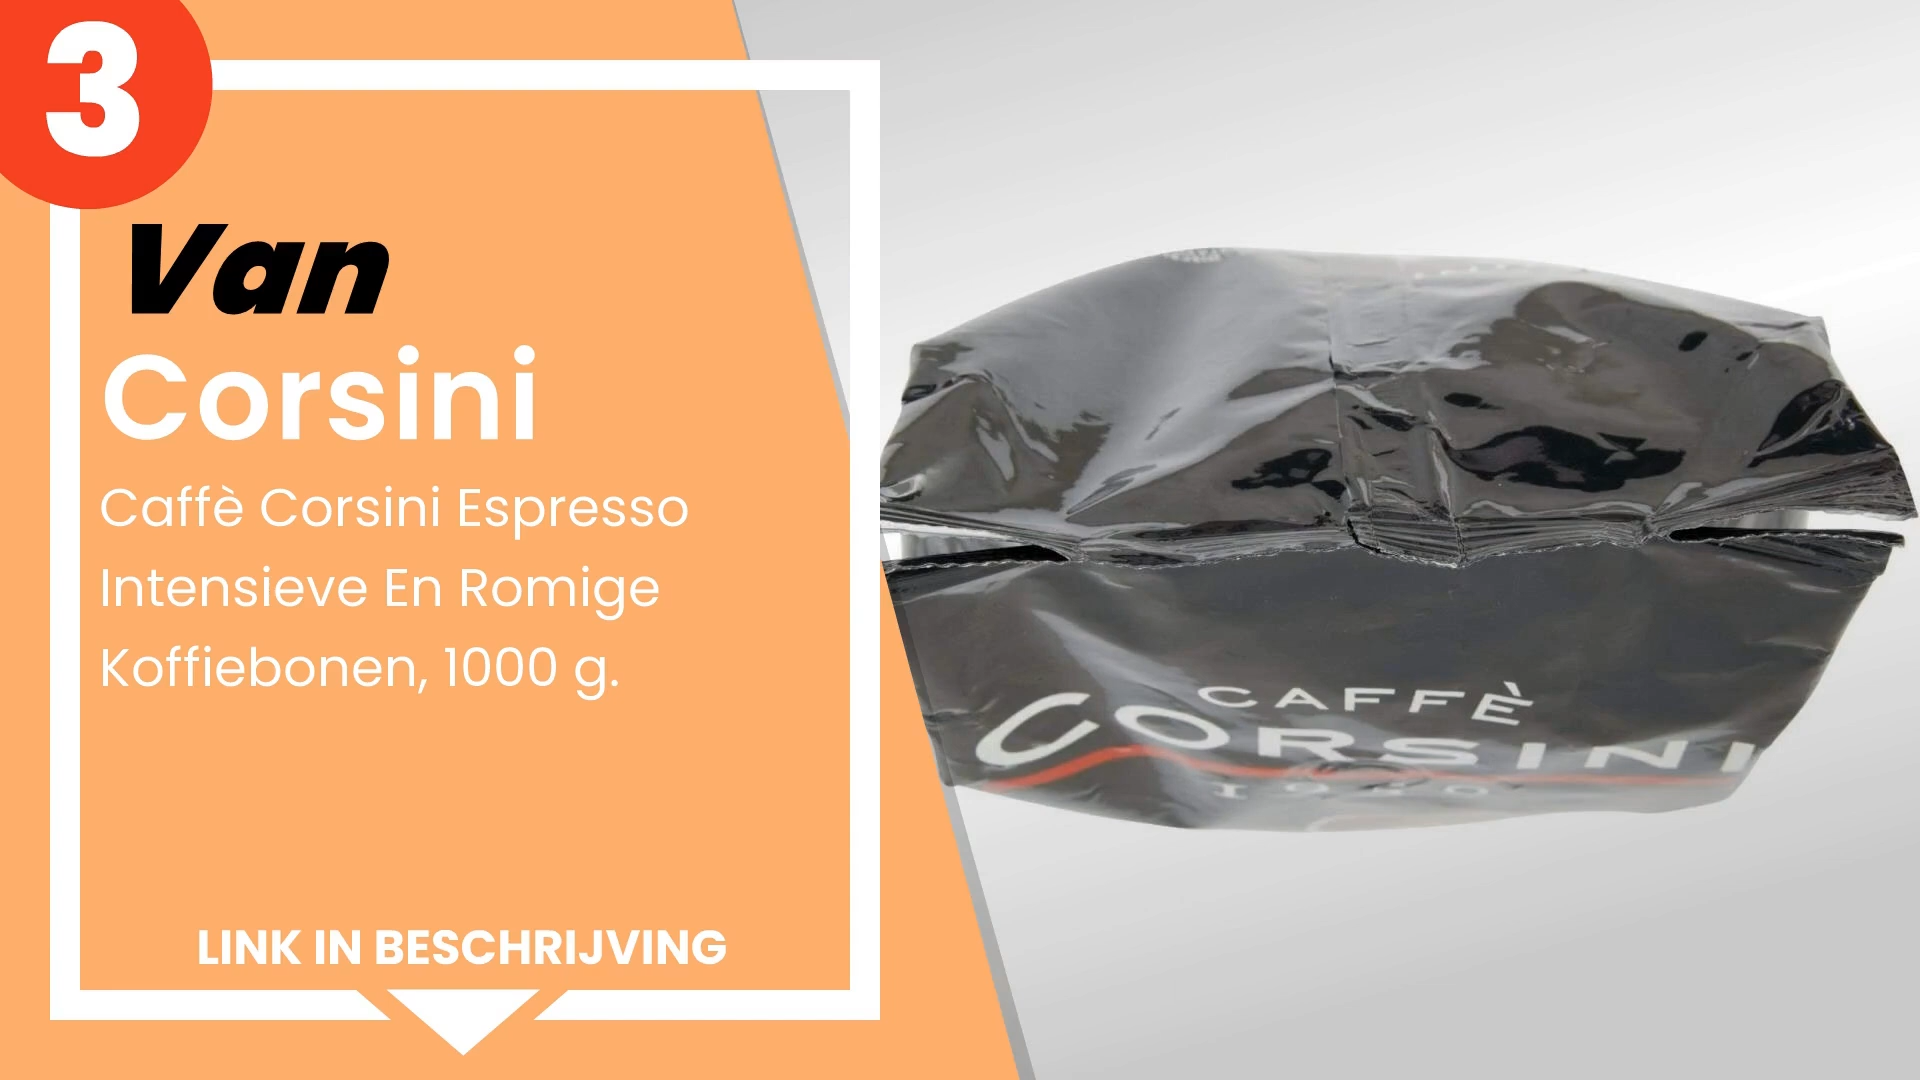 3
Van
Corsini
Caffè Corsini Espresso
Intensieve En Romige
Koffiebonen, 1000 g.
LINK IN BESCHRIJVING
CAFFÈ
CORSINI